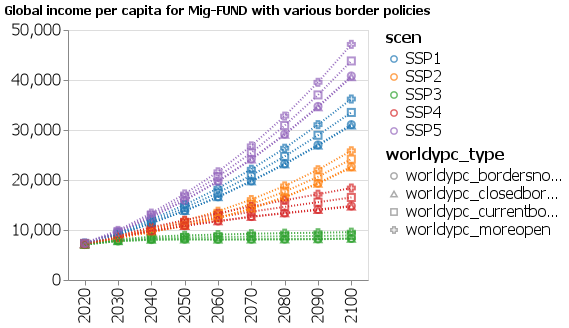 Global income per capita for Mig-FUND with various border policies
50,000
40,000
30,000
20,000
10,000
0
2020
2030
2040
2050
2060
2070
2080
2090
2100
scen
SSP1
SSP2
SSP3
SSP4
SSP5
worldypc_type
worldypc_bordersno...
worldypc_closedbor...
worldypc_currentbo...
worldypc_moreopen